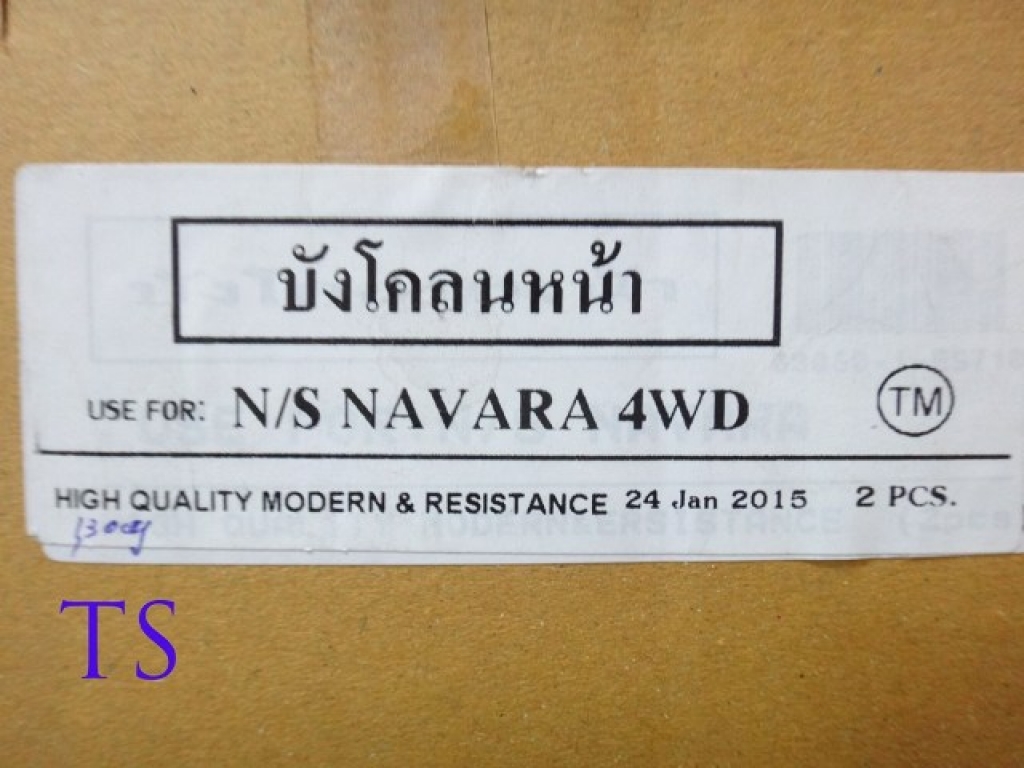 บังโคลนหน้า
USE FOR: N/S NAVARA 4WD TM
HIGH QUALITY MODERN & RESISTANCE 24 Jan 2015 2 PCS.
TS